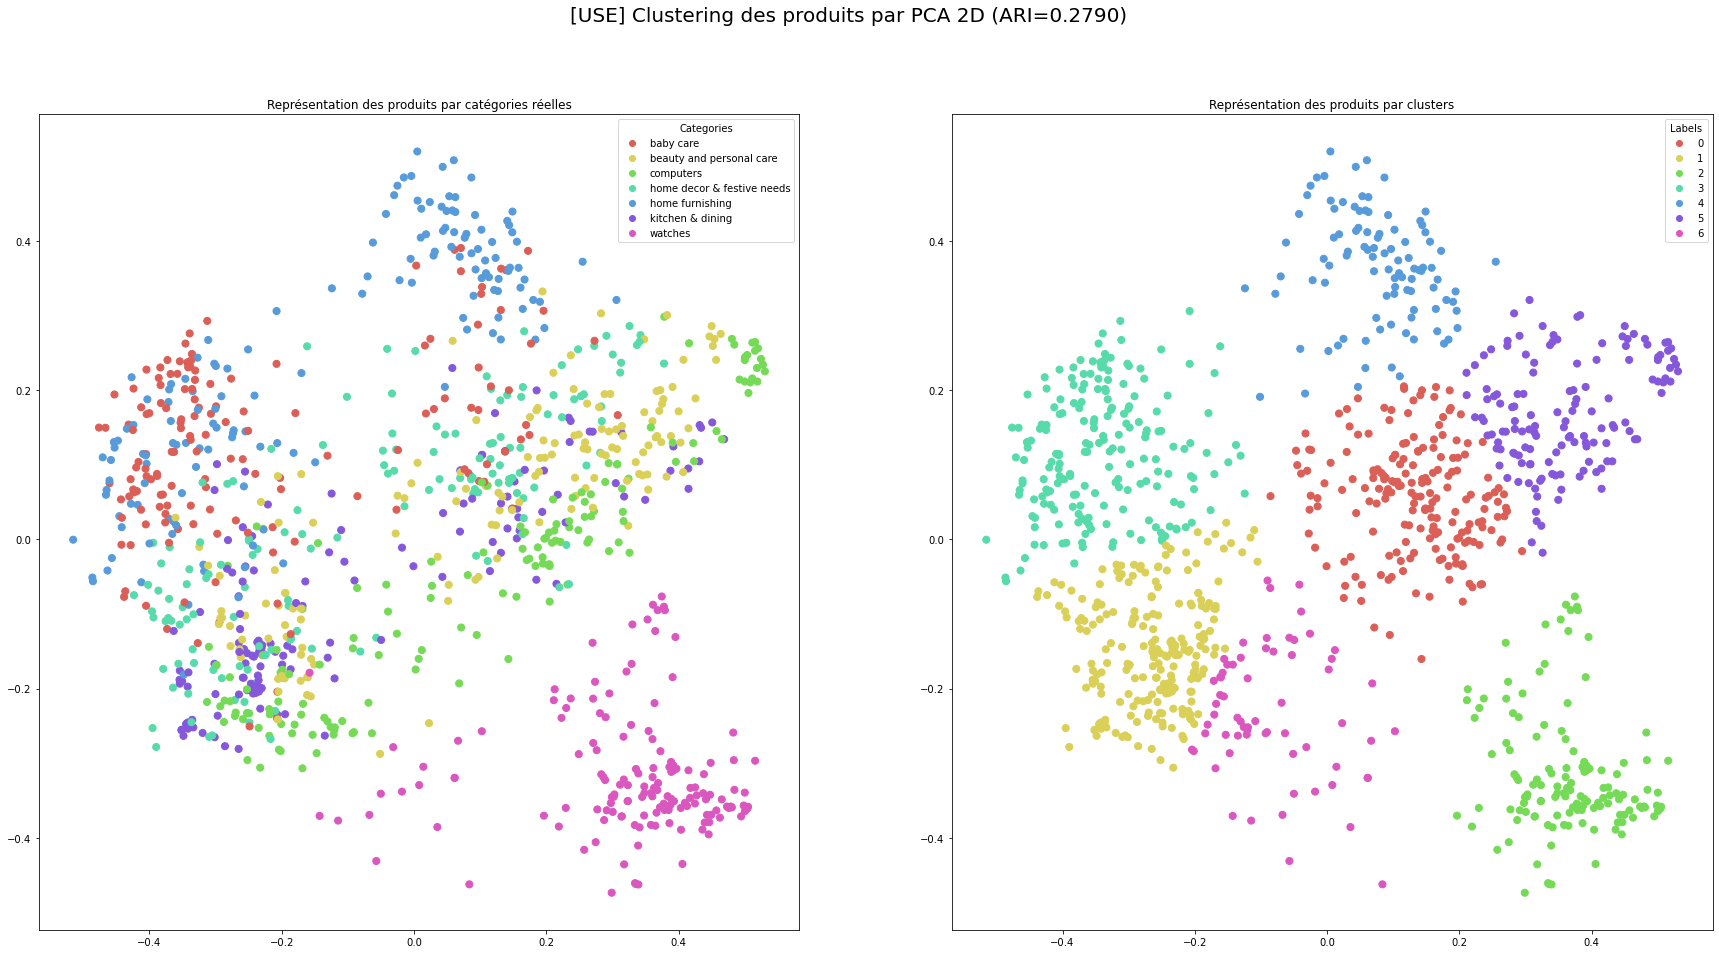 [USE] Clustering des produits par PCA 2D (ARI=0.2790)
Représentation des produits par catégories réelles
Categories
baby care
beauty and personal care
computers
home decor & festive needs
home furnishing
kitchen & dining
watches
0.4
0.2
0.0
−0.2
−0.4
−0.4
−0.2
0.0
0.2
0.4
Représentation des produits par clusters
Labels
0
1
2
3
4
5
6
0.4
0.2
0.0
−0.2
−0.4
−0.4
−0.2
0.0
0.2
0.4